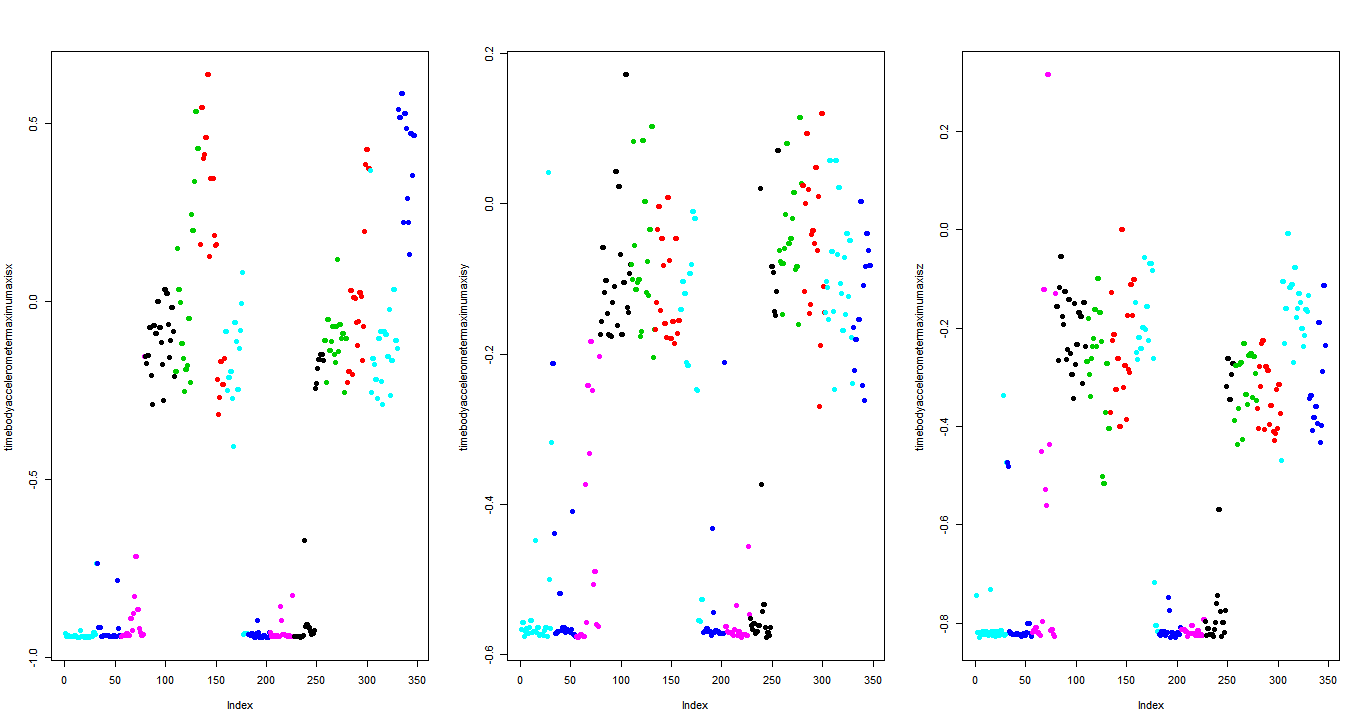 timebodyaccelerometermaximumaxisx
-1.0 -0.5 0.0 0.5
0 50 100 150 200 250 300 350
Index
timebodyaccelerometermaximumaxisy
-0.6 -0.4 -0.2 0.0 0.2
0 50 100 150 200 250 300 350
Index
timebodyaccelerometermaximumaxisz
-0.8 -0.6 -0.4 -0.2 0.0 0.2
0 50 100 150 200 250 300 350
Index